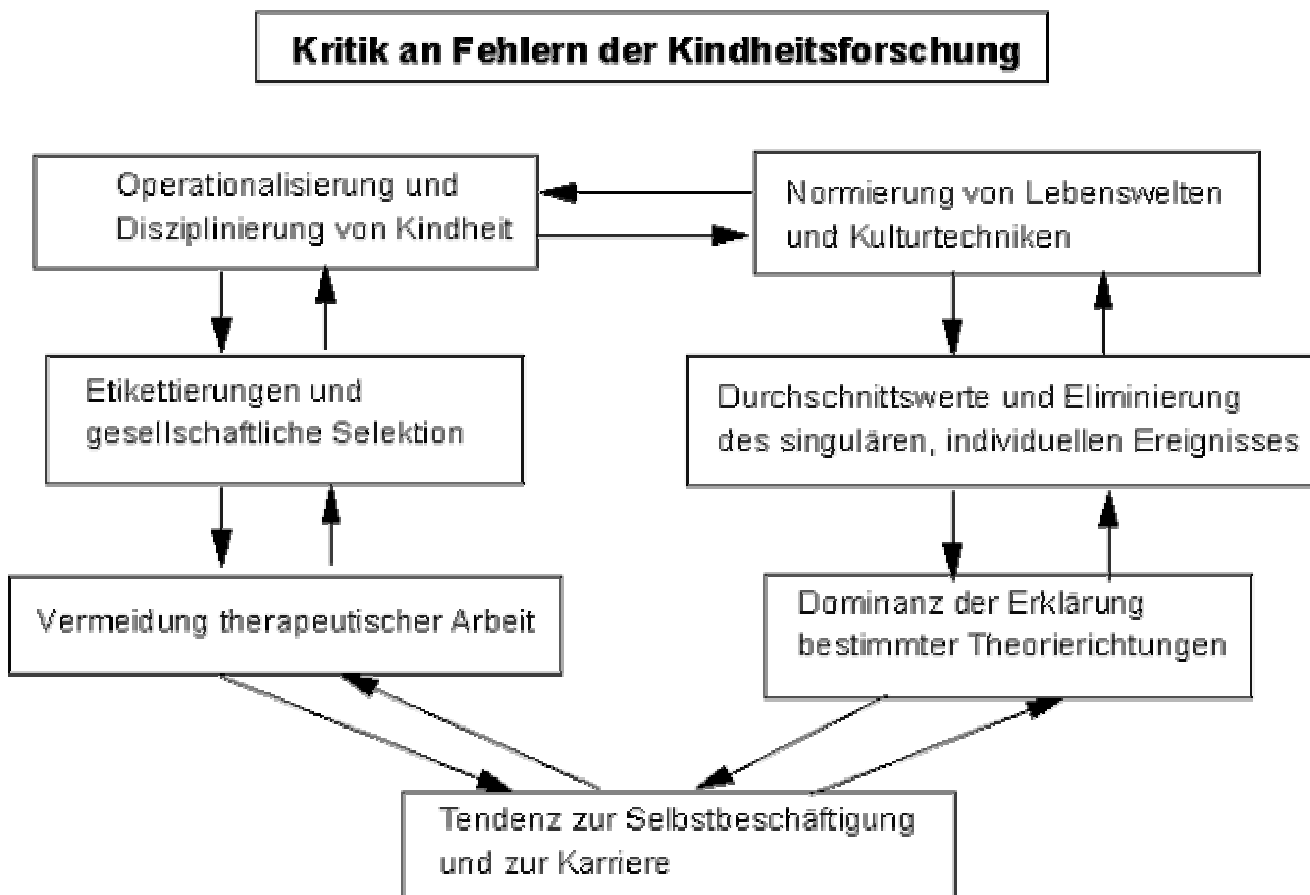 Kritik an Fehlern der Kindheitsforschung
Operationalisierung und
Disziplinierung von Kindheit
Normierung von Lebenswelten
und Kulturtechniken
Etikettierungen und
gesellschaftliche Selektion
Durchschnittswerte und Eliminierung
des singulären, individuellen Ereignisses
Vermeidung therapeutischer Arbeit
Dominanz der Erklärung
bestimmter Theorierichtungen
Tendenz zur Selbstbeschäftigung
und zur Karriere